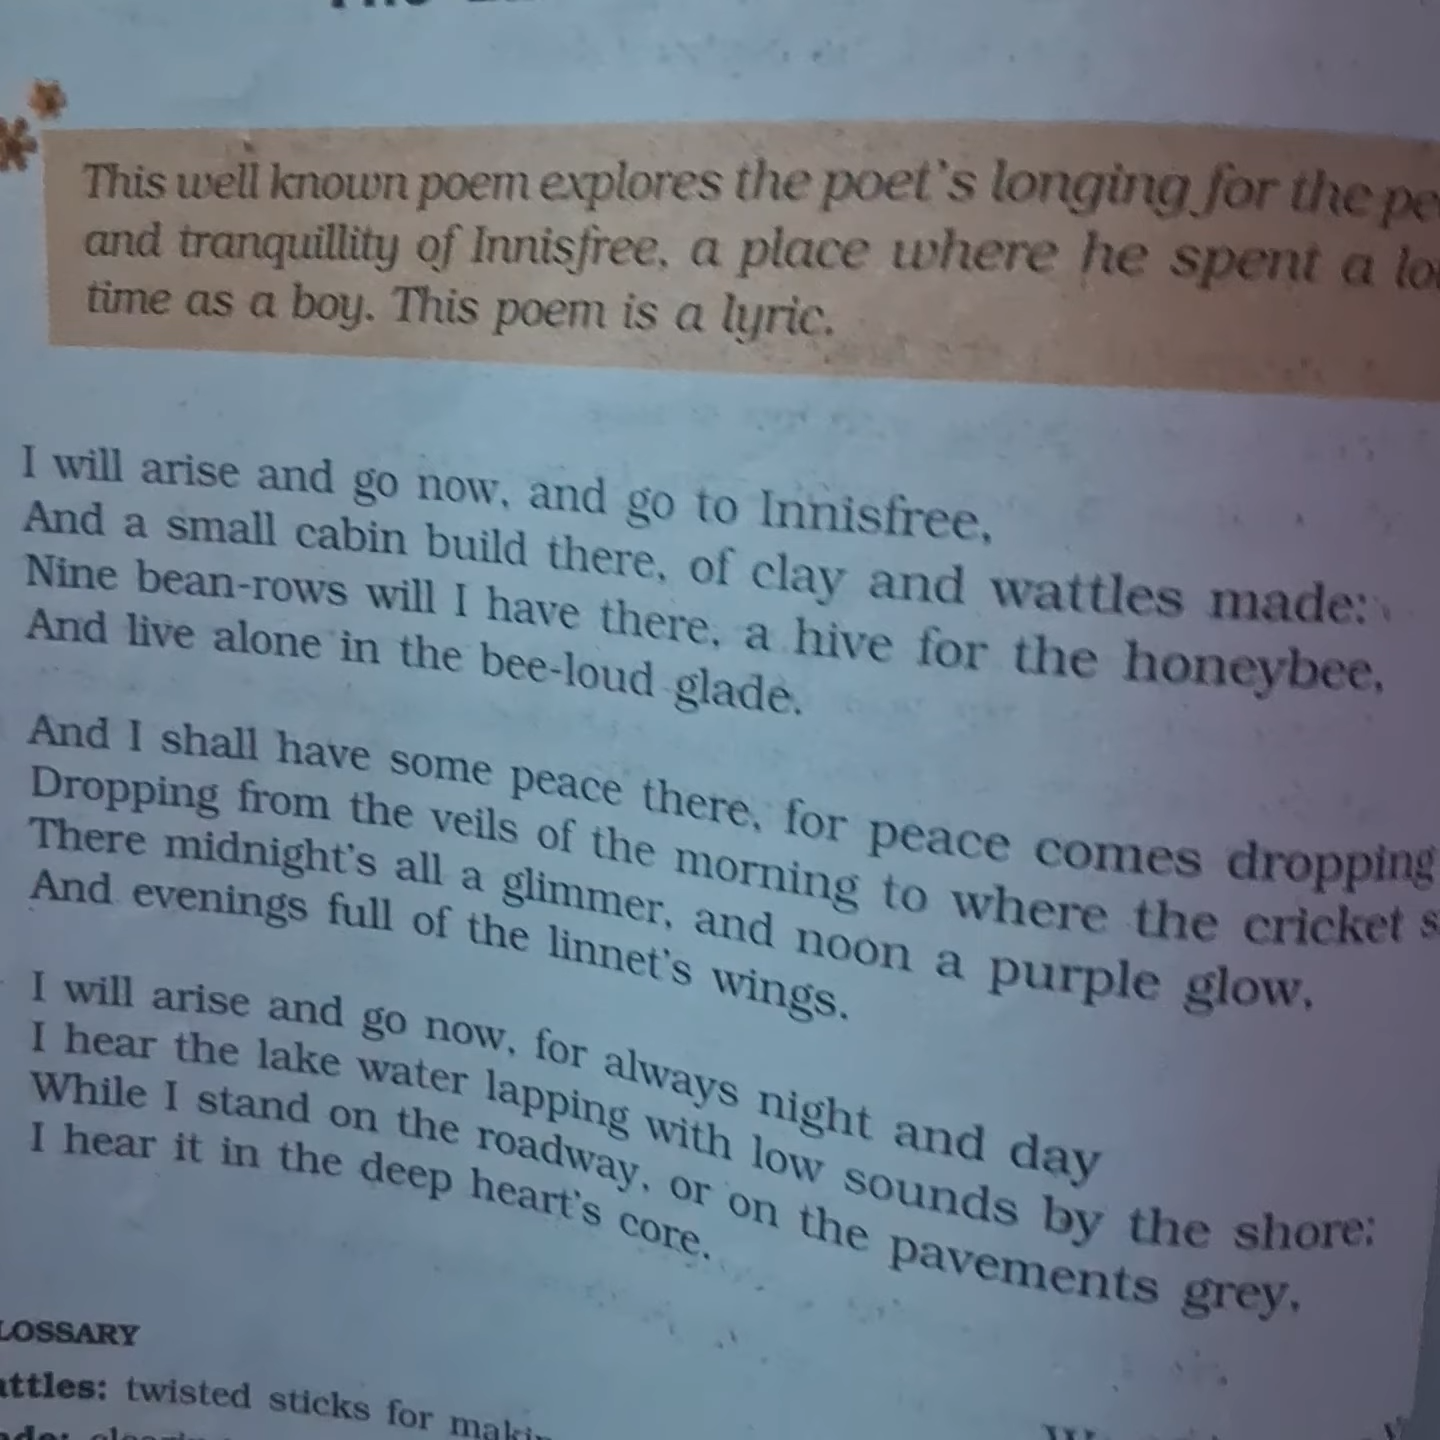 This well known poem explores the poet's longing for the
and tranquillity of Innisfree, a place where he spent a
time as a boy. This poem is a lyric.
I will arise and go now, and go to Innisfree,
And a small cabin build there, of clay and wattles made:
Nine bean-rows will I have there, a hive for the honeybee,
And live alone in the bee-loud glade.
And I shall have some peace there, for peace comes dropping
Dropping from the veils of the morning to where the cricket
There midnight's all a glimmer, and noon a purple glow,
And evenings full of the linnet's wings.
I will arise and go now, for always night and day
I hear the lake water lapping with low sounds by the shore:
While I stand on the roadway, or on the pavements grey,
I hear it in the deep heart's core.
LOSSARY
attles: twisted sticks for